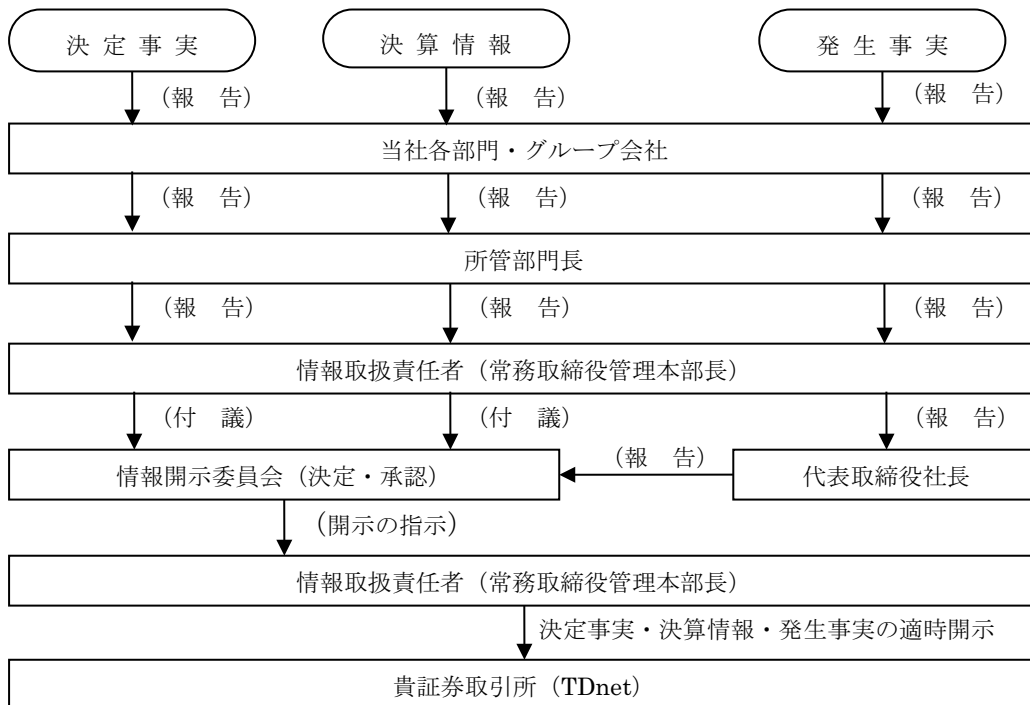 決 定 事 実
決 算 情 報
発 生 事 実
（報　告）
（報　告）
（報　告）
当社各部門・グループ会社
（報　告）
（報　告）
（報　告）
所管部門長
（報　告）
（報　告）
（報　告）
情報取扱責任者（常務取締役管理本部長）
（付　議）
（付　議）
（報　告）
情報開示委員会（決定・承認）
（報　告）
代表取締役社長
（開示の指示）
情報取扱責任者（常務取締役管理本部長）
決定事実・決算情報・発生事実の適時開示
貴証券取引所（TDnet）